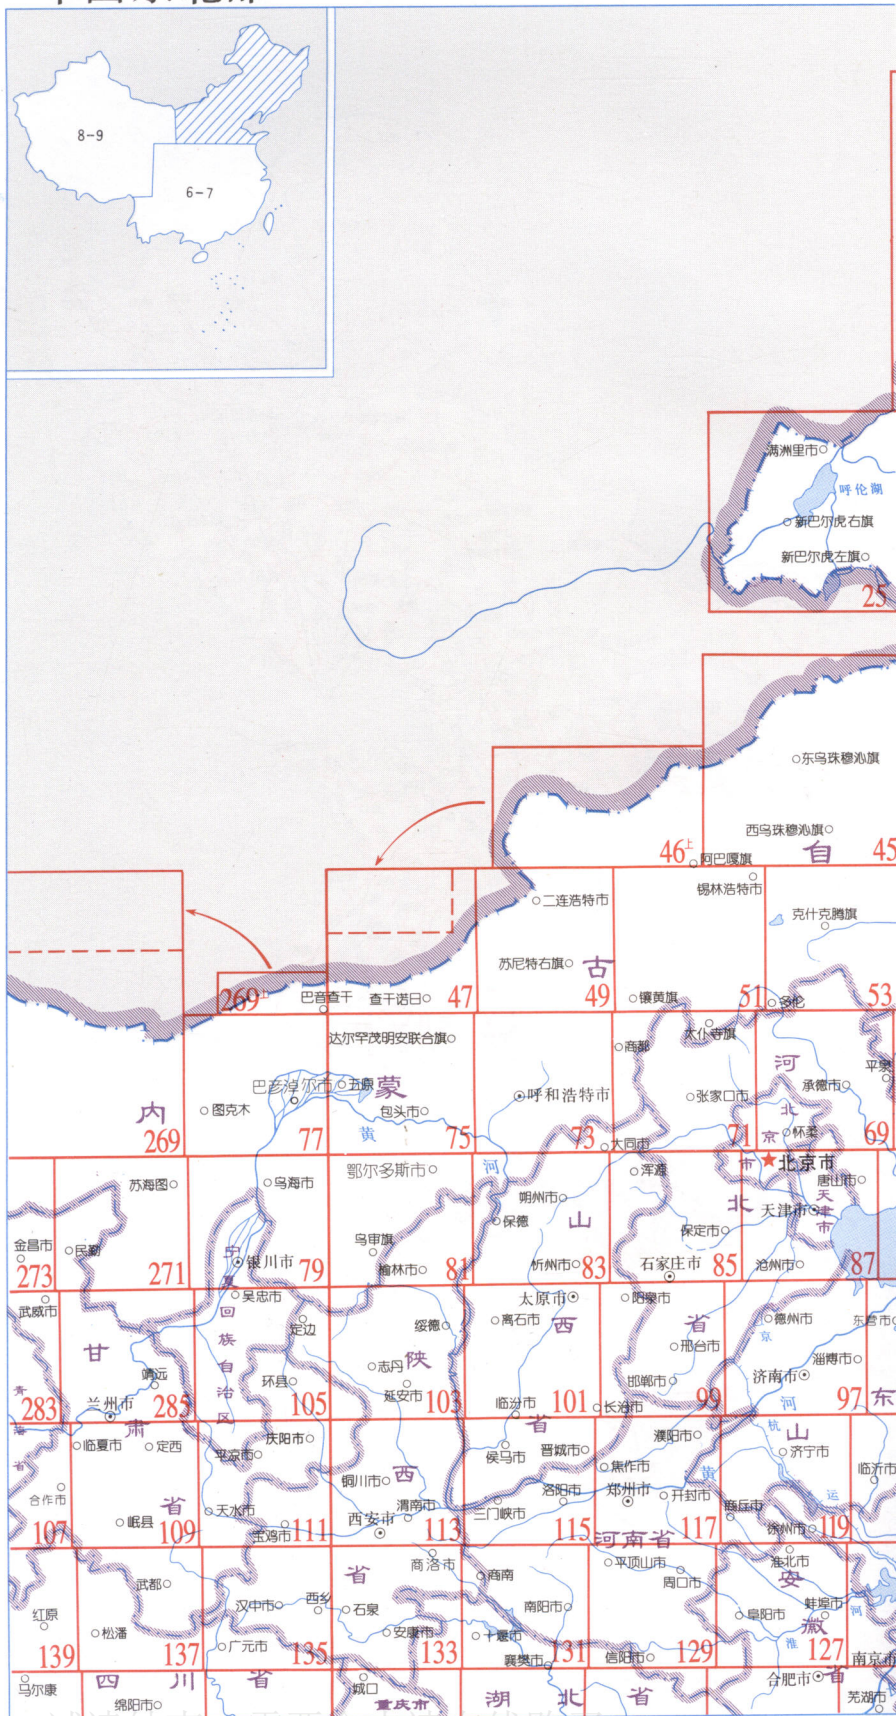 8-9
6-7
满洲里市
呼伦湖
新巴尔虎右旗
新巴尔虎左旗
25
东乌珠穆沁旗
西乌珠穆沁旗
自
46上
阿巴嘎旗
45
锡林浩特市
二连浩特市
克什克腾旗
苏尼特右旗
古
269上
巴音查干
查干诺日
47
49
镶黄旗
51
多伦
53
达尔罕茂明安联合旗
商都
太仆寺旗
河
平泉
巴彦淖尔市
五原
蒙
呼和浩特市
张家口市
承德市
内
图克木
包头市
北
269
77
黄
75
73
大同市
71
京
怀柔
69
市
北京市
鄂尔多斯市
河
浑源
苏海图
乌海市
朔州市
唐山市
北
天津市
天津市
保德
山
保定市
金昌市
民勤
宁
银川市
乌审旗
273
271
夏
79
榆林市
81
忻州市
83
石家庄市
85
沧州市
87
武威市
吴忠市
回
太原市
阳泉市
定边
绥德
离石市
西
省
京
德州市
东营市
甘
族
志丹
陕
邢台市
淄博市
靖远
自
环县
延安市
邯郸市
济南市
青
283
兰州市
285
治
105
103
临汾市
101
长治市
99
河
97
东
海
肃
区
庆阳市
省
濮阳市
杭
山
省
临夏市
定西
平凉市
侯马市
晋城市
济宁市
西
焦作市
黄
临沂市
合作市
铜川市
洛阳市
郑州市
开封市
运
省
天水市
渭南市
三门峡市
商丘市
107
岷县
109
宝鸡市
111
西安市
113
115
河南省
117
徐州市
119
商洛市
平顶山市
淮北市
省
商南
周口市
安
武都
汉中市
西乡
石泉
南阳市
阜阳市
蚌埠市
河
红原
松潘
安康市
十堰市
徽
淮
139
137
广元市
135
133
襄樊市
131
信阳市
129
127
南京市
马尔康
四
川
省
城口
湖
北
省
合肥市
省
绵阳市
重庆市
芜湖市